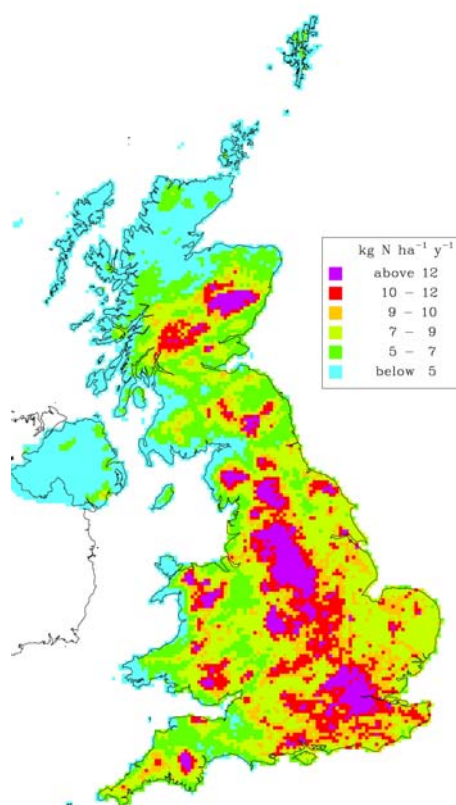 kg N ha⁻¹ y⁻¹
above 12
10 – 12
9 – 10
7 – 9
5 – 7
below 5